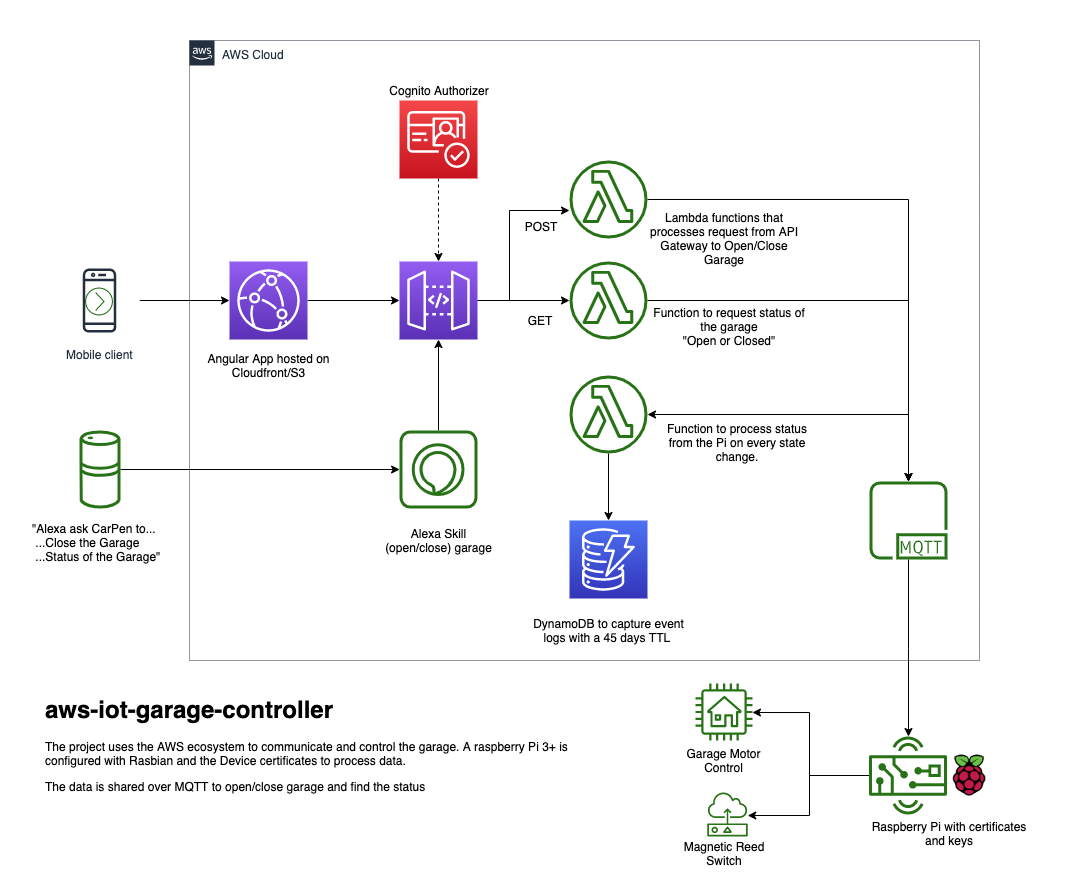 aws
AWS Cloud
Cognito Authorizer
POST
Lambda functions that
processes request from API
Gateway to Open/Close
Garage
GET
Function to request status of
the garage
"Open or Closed"
Mobile client
Angular App hosted on
Cloudfront/S3
Function to process status
from the Pi on every state
change.
"Alexa ask CarPen to...
...Close the Garage
...Status of the Garage"
Alexa Skill
(open/close) garage
MQTT
DynamoDB to capture event
logs with a 45 days TTL
aws-iot-garage-controller
The project uses the AWS ecosystem to communicate and control the garage. A raspberry Pi 3+ is
configured with Rasbian and the Device certificates to process data.
The data is shared over MQTT to open/close garage and find the status
Garage Motor
Control
Magnetic Reed
Switch
Raspberry Pi with certificates
and keys